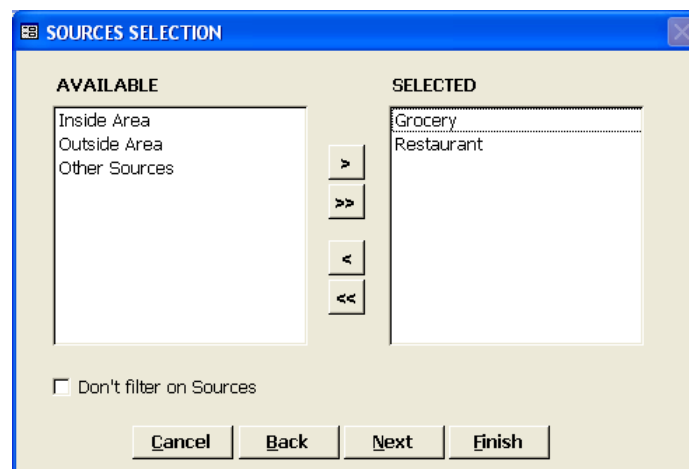 SOURCES SELECTION
AVAILABLE
Inside Area
Outside Area
Other Sources
>
>>
<
<<
SELECTED
Grocery
Restaurant
Don't filter on Sources
Cancel Back Next Finish